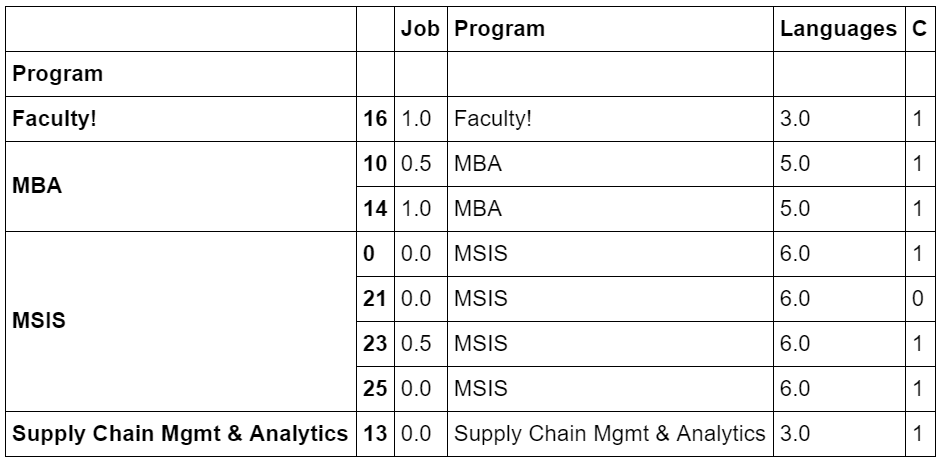 Job Program Languages C
Program
Faculty! 16 1.0 Faculty! 3.0 1
MBA 10 0.5 MBA 5.0 1
14 1.0 MBA 5.0 1
MSIS 0 0.0 MSIS 6.0 1
21 0.0 MSIS 6.0 0
23 0.5 MSIS 6.0 1
25 0.0 MSIS 6.0 1
Supply Chain Mgmt & Analytics 13 0.0 Supply Chain Mgmt & Analytics 3.0 1